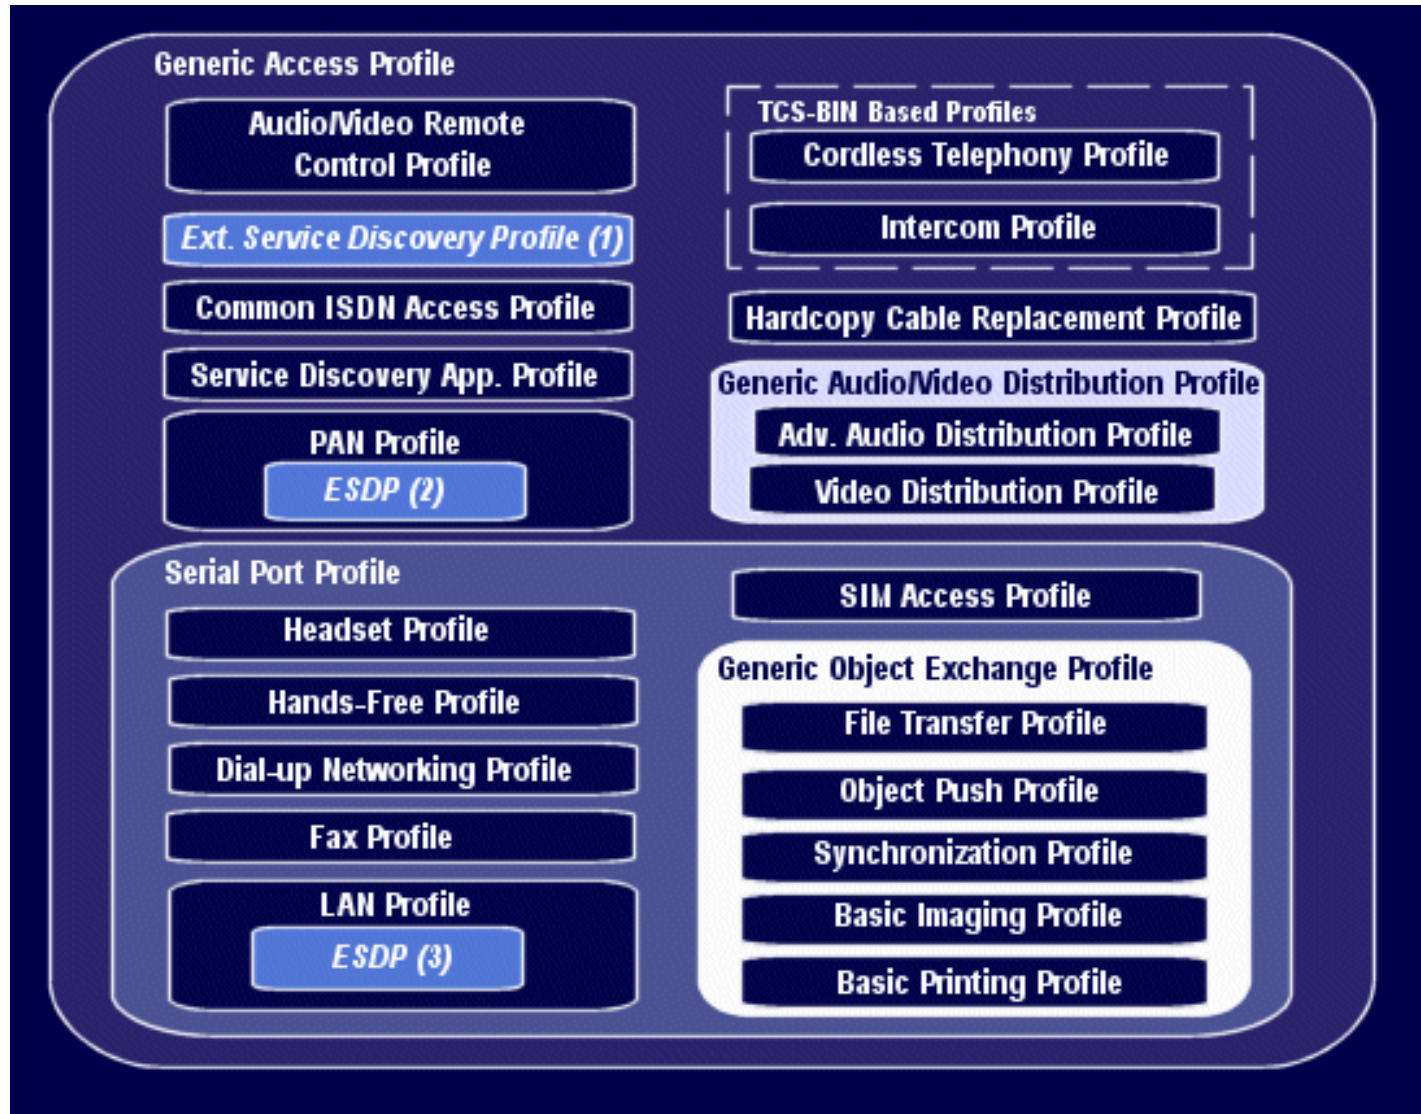 Generic Access Profile
Audio/Video Remote
Control Profile
Ext. Service Discovery Profile (1)
Common ISDN Access Profile
Service Discovery App. Profile
PAN Profile
ESDP (2)
TCS-BIN Based Profiles
Cordless Telephony Profile
Intercom Profile
Hardcopy Cable Replacement Profile
Generic Audio/Video Distribution Profile
Adv. Audio Distribution Profile
Video Distribution Profile
Serial Port Profile
Headset Profile
Hands-Free Profile
Dial-up Networking Profile
Fax Profile
LAN Profile
ESDP (3)
SIM Access Profile
Generic Object Exchange Profile
File Transfer Profile
Object Push Profile
Synchronization Profile
Basic Imaging Profile
Basic Printing Profile